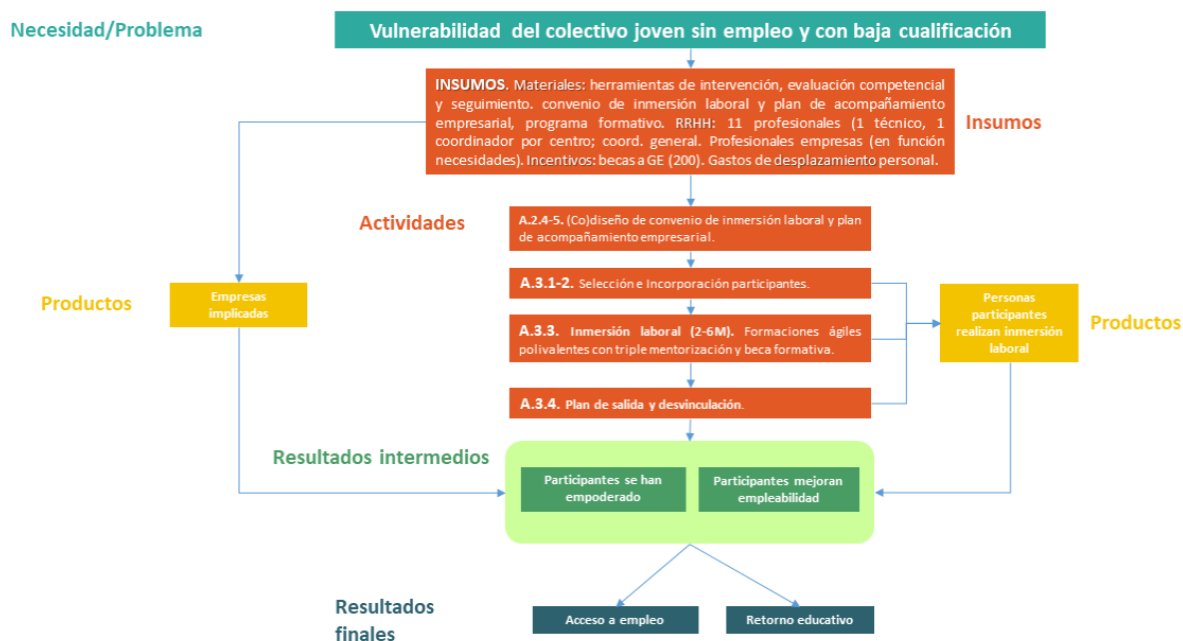 Necesidad/Problema
Vulnerabilidad del colectivo joven sin empleo y con baja cualificación
INSUMOS. Materiales: herramientas de intervención, evaluación competencial
y seguimiento. convenio de inmersión laboral y plan de acompañamiento
empresarial, programa formativo. RRHH: 11 profesionales (1 técnico, 1
coordinador por centro; coord. general. Profesionales empresas (en función
necesidades). Incentivos: becas a GE (200). Gastos de desplazamiento personal.
Insumos
Actividades
A.2.4-5. (Co)diseño de convenio de inmersión laboral y plan
de acompañamiento empresarial.
A.3.1-2. Selección e Incorporación participantes.
Productos
Empresas
implicadas
A.3.3. Inmersión laboral (2-6M). Formaciones ágiles
polivalentes con triple mentorización y beca formativa.
Personas
participantes
realizan inmersión
laboral
Productos
A.3.4. Plan de salida y desvinculación.
Resultados intermedios
Participantes se han
empoderado
Participantes mejoran
empleabilidad
Resultados
finales
Acceso a empleo
Retorno educativo